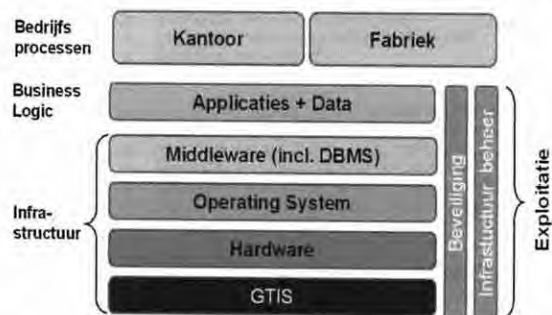 Bedrijfs
processen
Kantoor
Fabriek
Business
Logic
Applicaties + Data
Middleware (incl. DBMS)
Operating System
Hardware
GTIS
Infra-
structuur
Beveiliging
Infrastuctuur beheer
Exploitatie